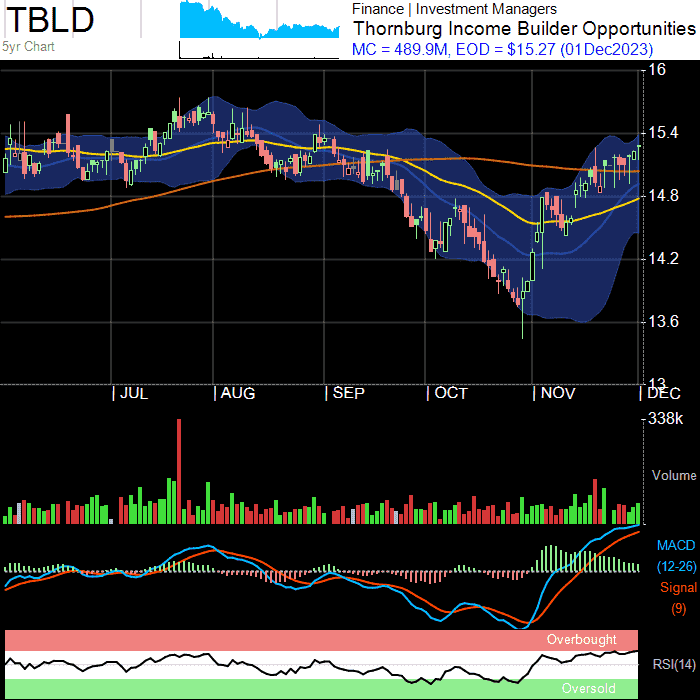 TBLD
5yr Chart
Finance | Investment Managers
Thornburg Income Builder Opportunities
MC = 489.9M, EOD = $15.27 (01Dec2023)
16
15.4
14.8
14.2
13.6
13
| JUL | AUG | SEP | OCT | NOV | DEC
338k
Volume
MACD
(12-26)
Signal
(9)
Overbought
RSI(14)
Oversold